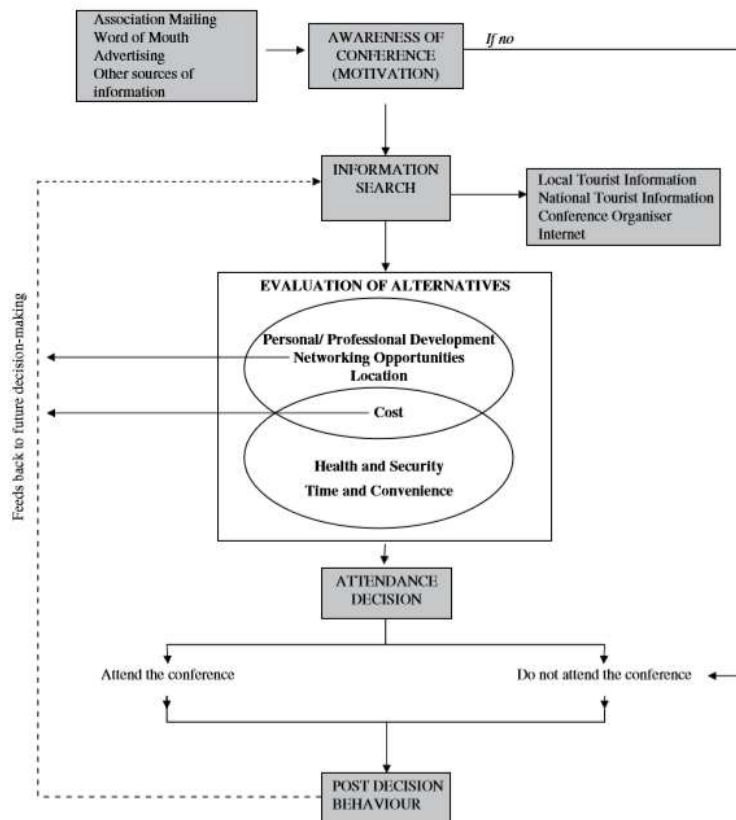 Association Mailing
Word of Mouth
Advertising
Other sources of
information
AWARENESS OF
CONFERENCE
(MOTIVATION)
If no
INFORMATION
SEARCH
Local Tourist Information
National Tourist Information
Conference Organiser
Internet
EVALUATION OF ALTERNATIVES
Personal/ Professional Development
Networking Opportunities
Location
Cost
Health and Security
Time and Convenience
Feeds back to future decision-making
ATTENDANCE
DECISION
Attend the conference
Do not attend the conference
POST DECISION
BEHAVIOUR